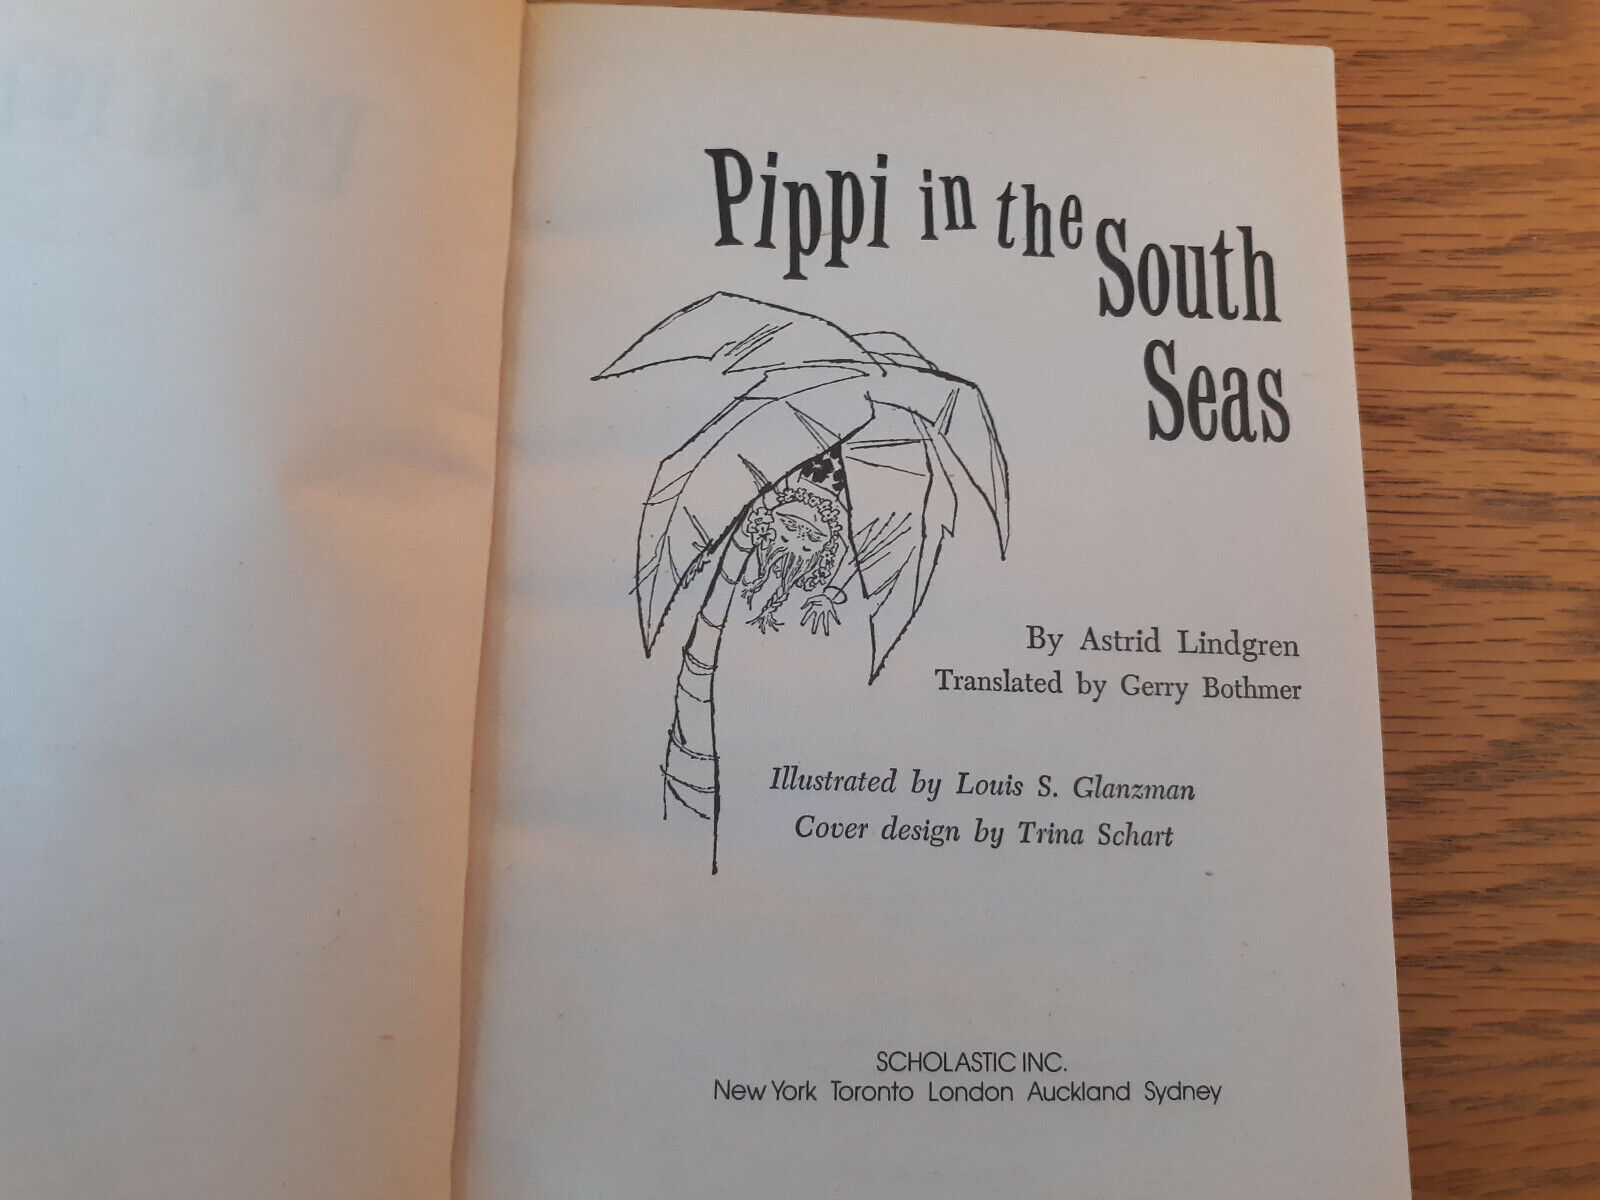 Pippi in the South
Seas
By Astrid Lindgren
Translated by Gerry Bothmer
Illustrated by Louis S. Glanzman
Cover design by Trina Schart
SCHOLASTIC INC.
New York Toronto London Auckland Sydney